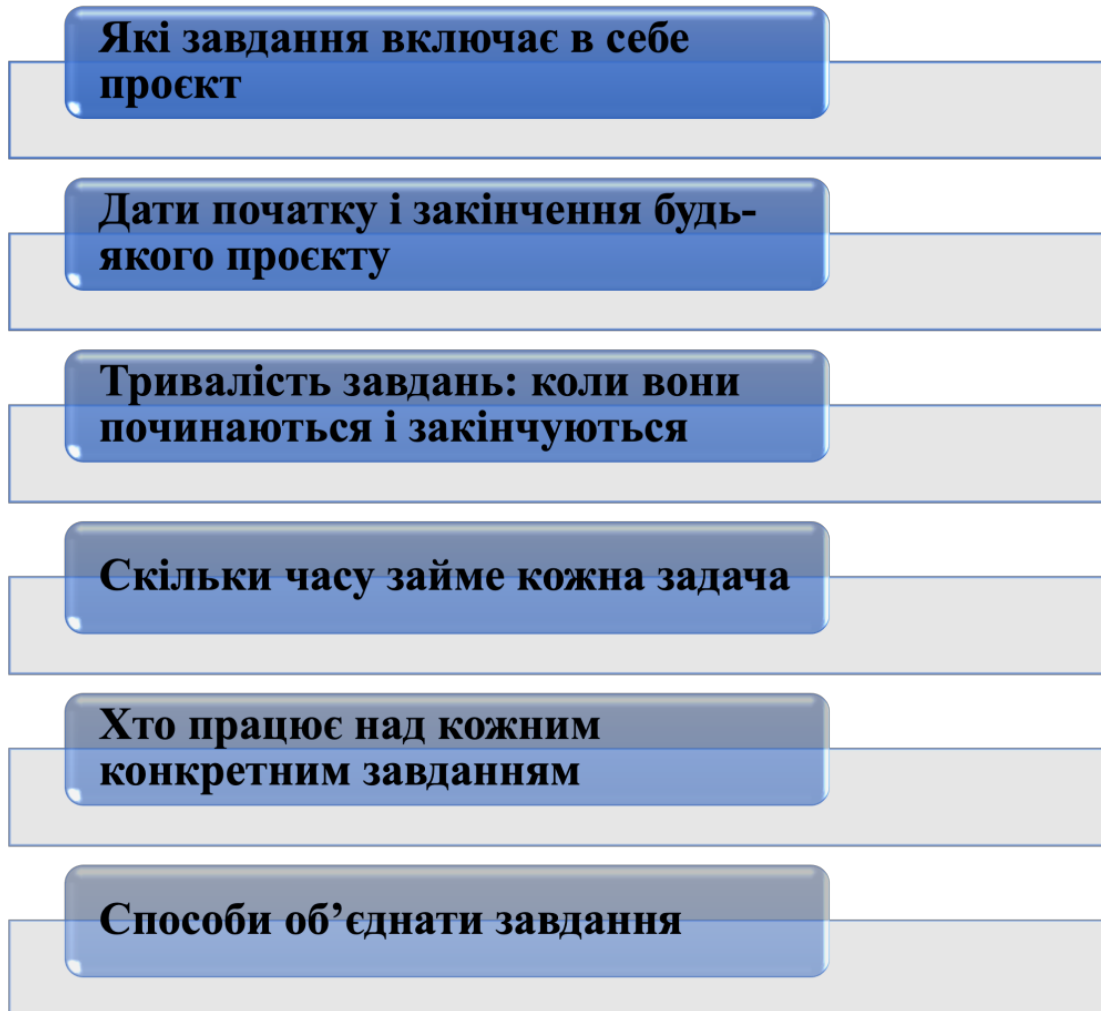 Які завдання включає в себе
проєкт
Дати початку і закінчення будь-
якого проєкту
Тривалість завдань: коли вони
починаються і закінчуються
Скільки часу займе кожна задача
Хто працює над кожним
конкретним завданням
Способи об’єднати завдання